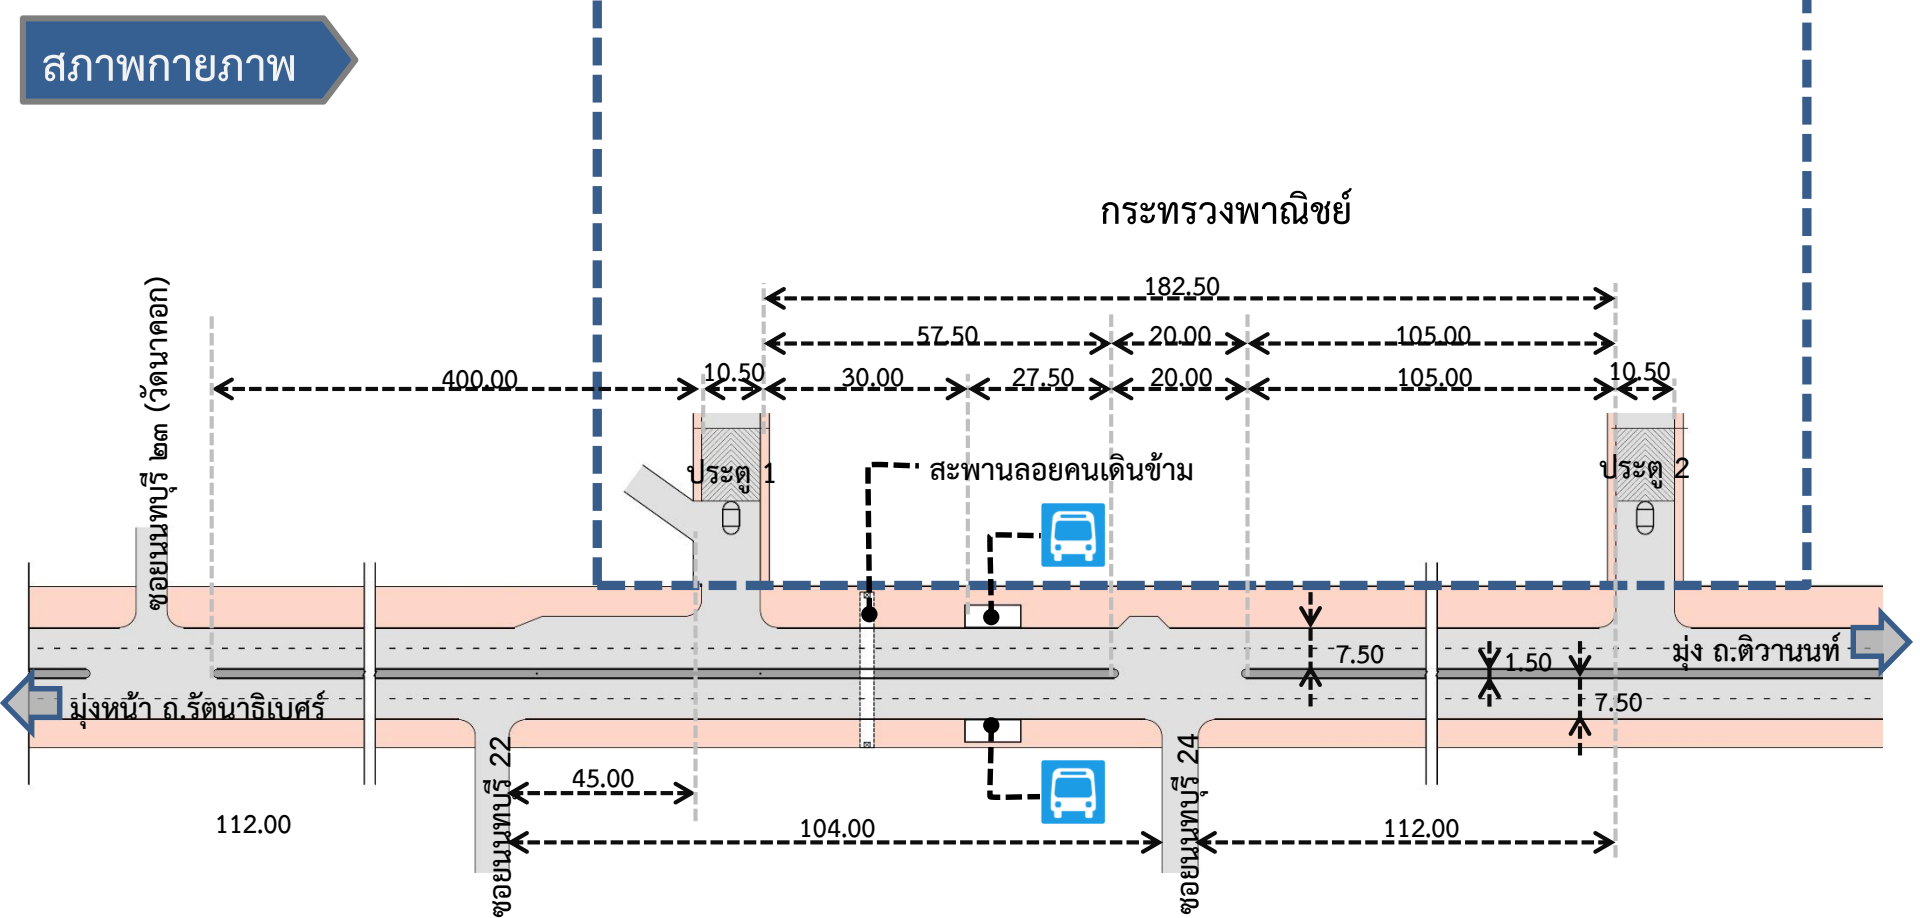 สภาพกายภาพ
กระทรวงพาณิชย์
182.50
57.50 20.00 105.00
400.00 10.50 30.00 27.50 20.00 105.00 10.50
ซอยนนทบุรี ๒๓ (วัดนาคอก)
ประตู 1
สะพานลอยคนเดินข้าม
ประตู 2
7.50
1.50
มุ่ง ถ.ติวานนท์
มุ่งหน้า ถ.รัตนาธิเบศร์
7.50
ซอยนนทบุรี 22
ซอยนนทบุรี 24
45.00
112.00
104.00
112.00